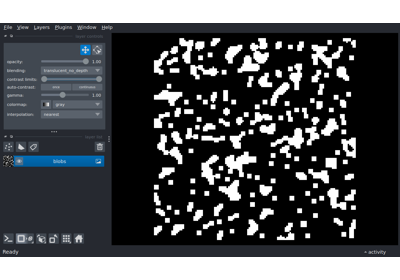 File View Layers Plugins Window Help
opacity: 1.00
blending: translucent_no_depth
contrast limits:
auto-contrast: once continuous
gamma: 1.00
colormap: gray
interpolation: nearest
blobs
Ready
activity